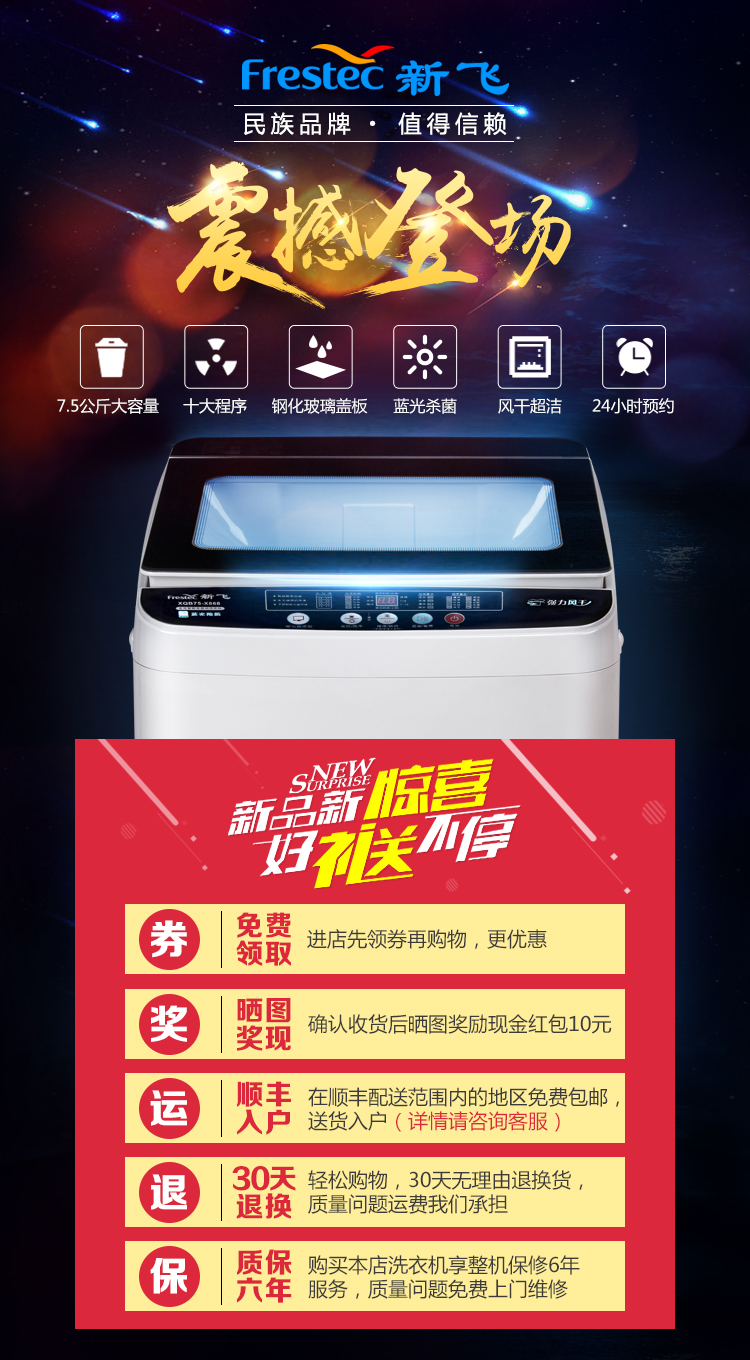 Frestec 新飞
民族品牌 · 值得信赖
震撼登场
7.5公斤大容量 十大程序 钢化玻璃盖板 蓝光杀菌 风干超洁 24小时预约
Frestec 新飞
XQB75-X868
强力风干
NEW
SURPRISE
新品新惊喜
好礼送不停
券 免费领取 进店先领券再购物，更优惠
奖 晒图奖现 确认收货后晒图奖励现金红包10元
运 顺丰入户 在顺丰配送范围内的地区免费包邮，
送货入户（详情请咨询客服）
退 30天退换 轻松购物，30天无理由退换货，
质量问题运费我们承担
保 质保六年 购买本店洗衣机享整机保修6年
服务，质量问题免费上门维修